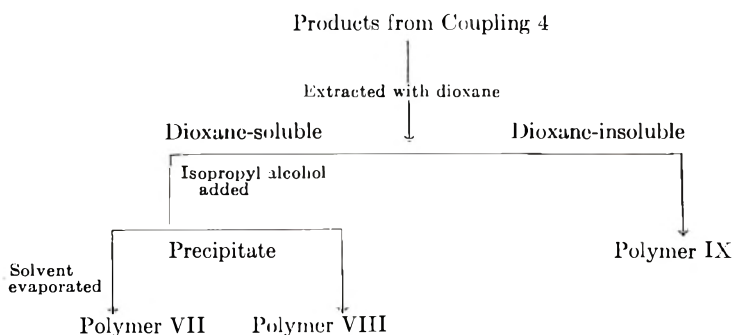 Products from Coupling 4
Extracted with dioxane
Dioxane-soluble
Dioxane-insoluble
Isopropyl alcohol
added
Precipitate
Polymer IX
Solvent
evaporated
Polymer VII
Polymer VIII